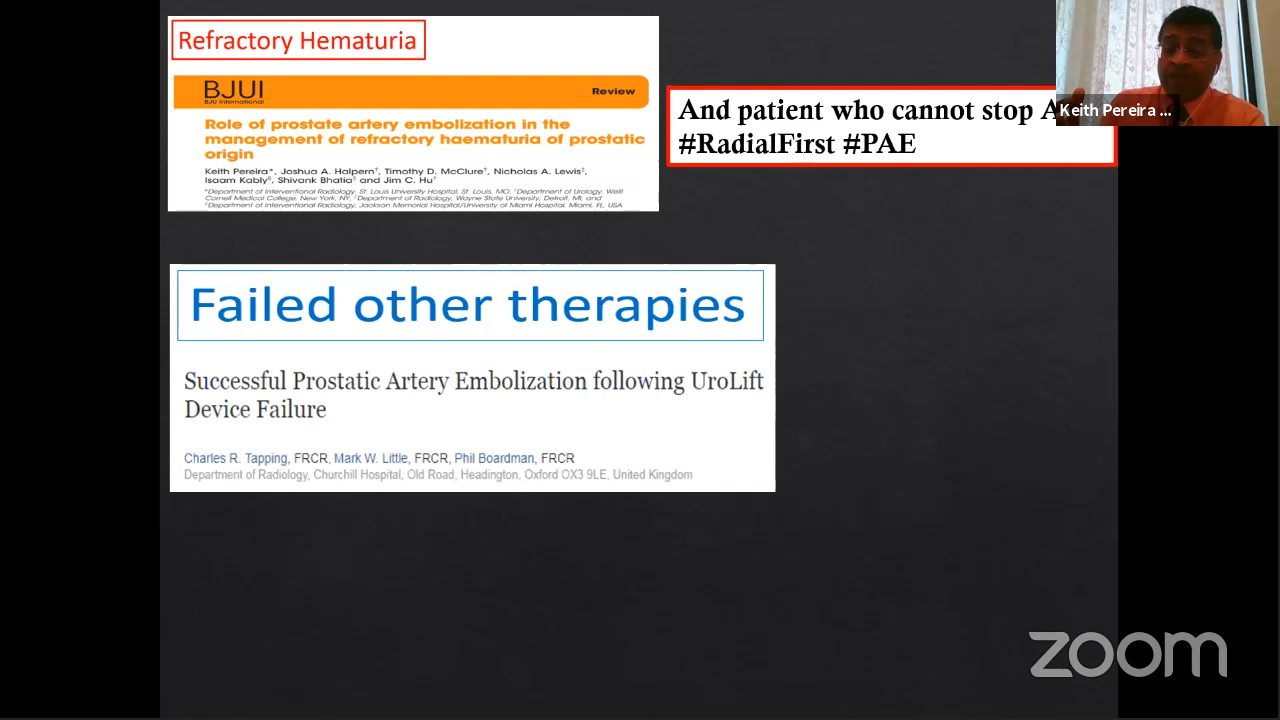 Refractory Hematuria
BJUI
BJU International
Review
Role of prostate artery embolization in the
management of refractory haematuria of prostatic
origin
Keith Pereira*, Joshua A. Halpern†, Timothy D. McClure†, Nicholas A. Lewis‡,
Isaam Kably§, Shivank Bhatia§ and Jim C. Hu†
*Department of Interventional Radiology, St. Louis University Hospital, St. Louis, MO, †Department of Urology, Weill
Cornell Medical College, New York, NY, ‡Department of Radiology, Wayne State University, Detroit, MI, and
§Department of Interventional Radiology, Jackson Memorial Hospital/University of Miami Hospital, Miami, FL, USA
And patient who cannot stop A
#RadialFirst #PAE
Keith Pereira ...
Failed other therapies
Successful Prostatic Artery Embolization following UroLift
Device Failure
Charles R. Tapping, FRCR, Mark W. Little, FRCR, Phil Boardman, FRCR
Department of Radiology, Churchill Hospital, Old Road, Headington, Oxford OX3 9LE, United Kingdom
zoom